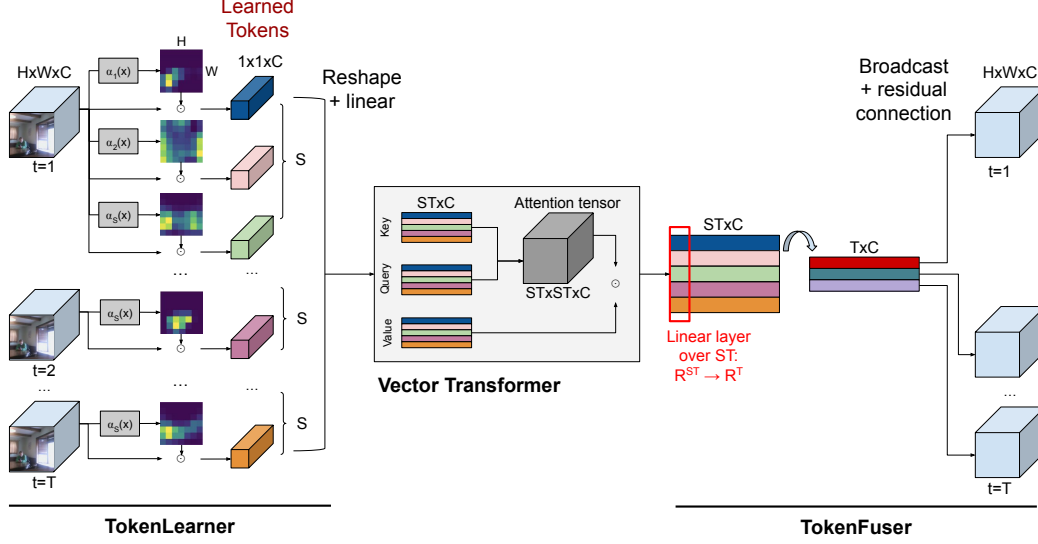 Learned
Tokens
HxWxC
α₁(x)
H
W
1x1xC
α₂(x)
S
αₛ(x)
t=1
...
...
αₛ(x)
S
t=2
...
...
...
αₛ(x)
S
t=T
TokenLearner
Reshape
+ linear
STxC
Key
Query
Value
Attention tensor
STxSTxC
Vector Transformer
STxC
Linear layer
over ST:
Rˢᵀ → Rᵀ
TxC
Broadcast
+ residual
connection
HxWxC
t=1
...
t=T
TokenFuser